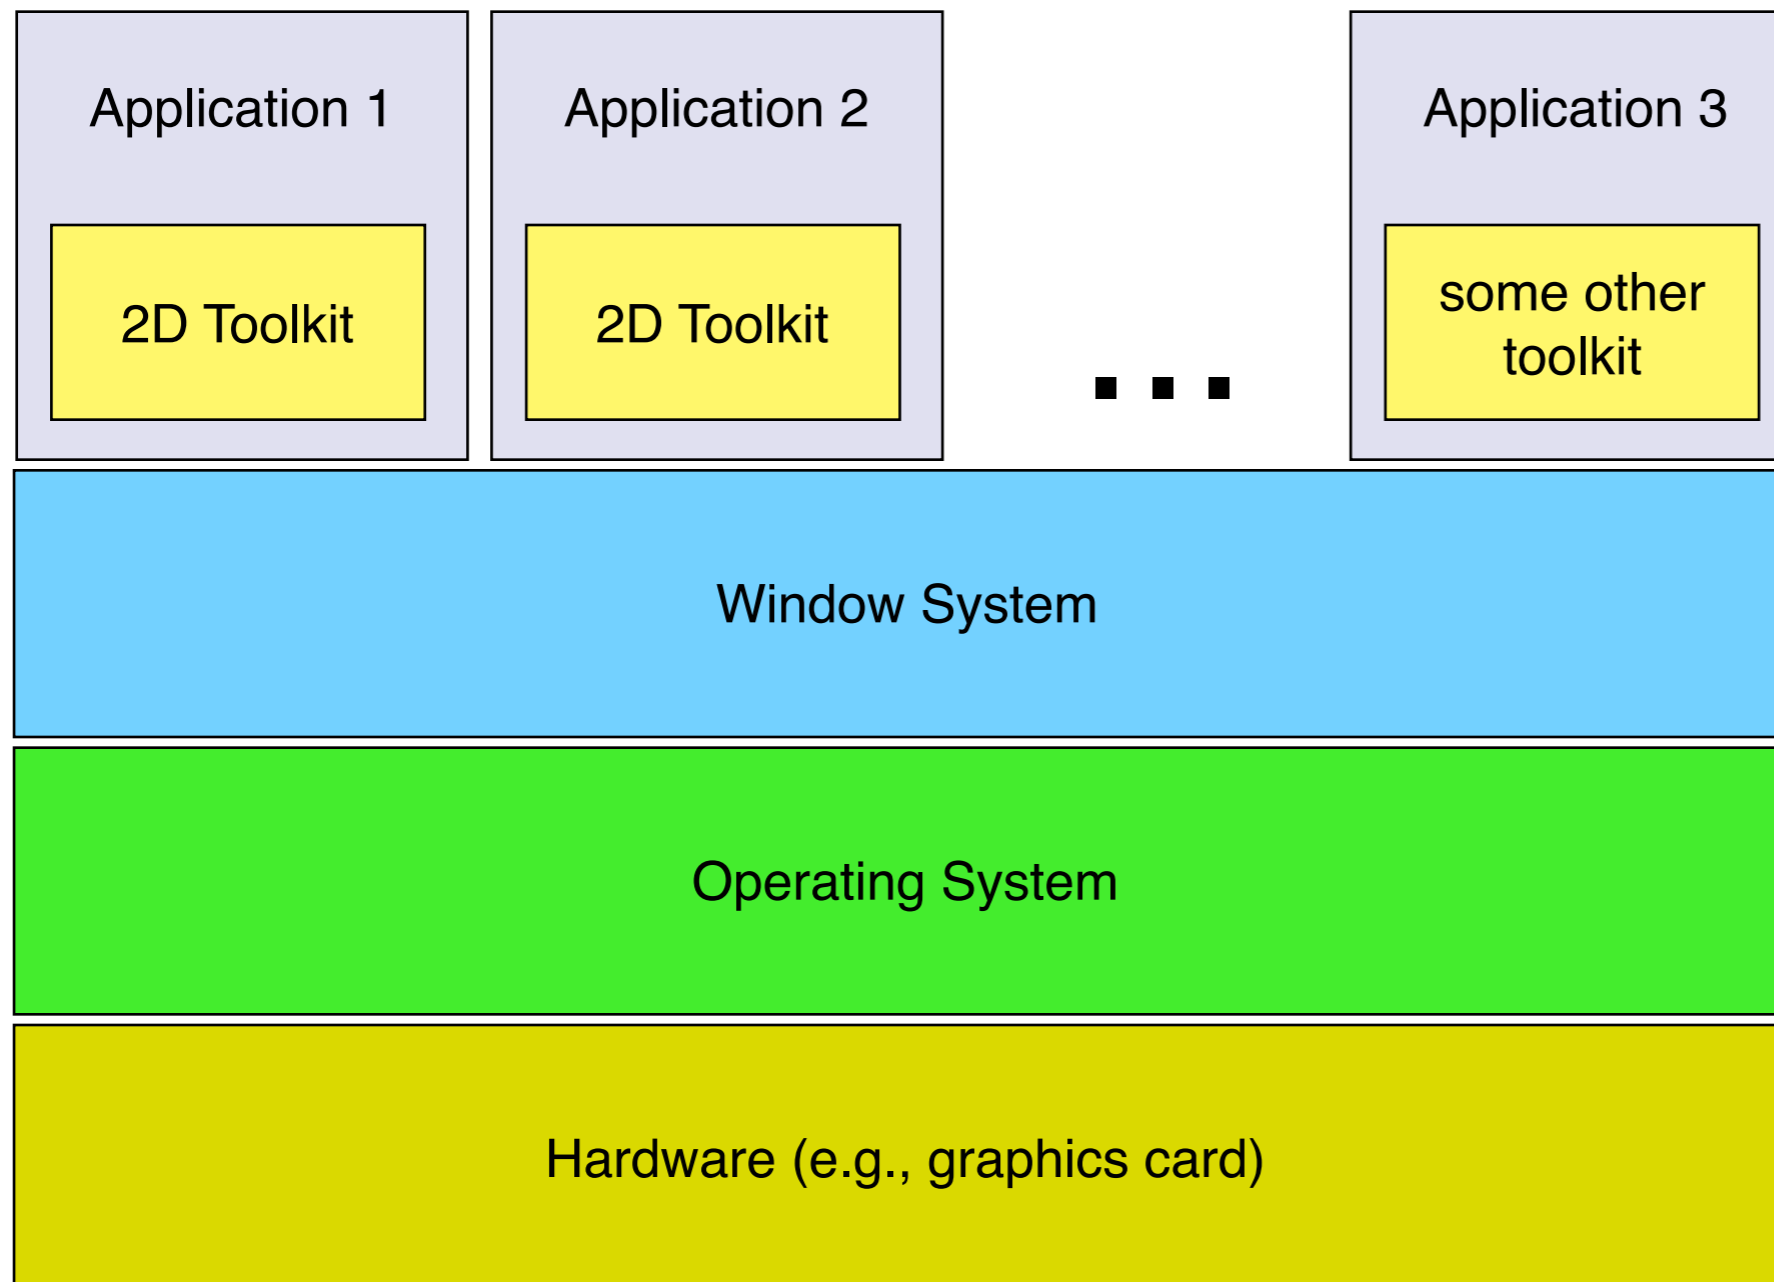 Application 1
Application 2
Application 3
2D Toolkit
2D Toolkit
some other
toolkit
...
Window System
Operating System
Hardware (e.g., graphics card)